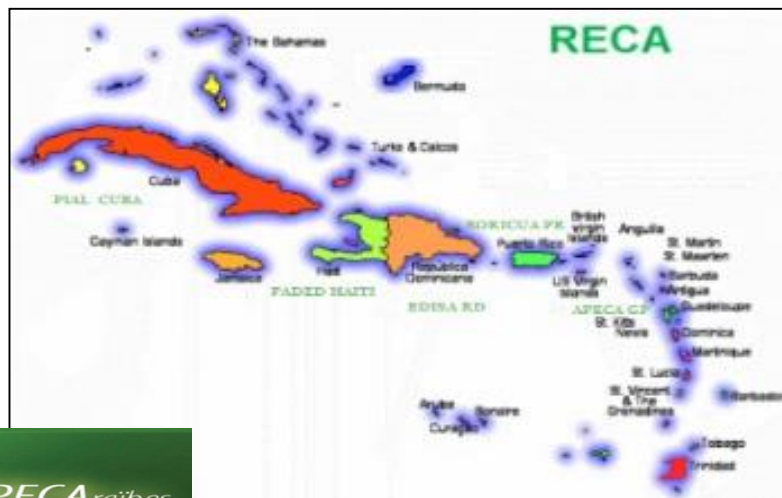 RECA
The Bahamas
Bermuda
Turks & Caicos
Cuba
PIAL CUBA
Cayman Islands
Jamaica
Haiti
PADED HAITI
Republica
Dominicana
EDISA RD
BORICUA PR
Puerto Rico
British
Virgin
Islands
US Virgin
Islands
Anguilla
St. Martin
St. Maarten
Barbuda
Antigua
Guadeloupe
APECA GP
St. Kitts
Nevis
Dominica
Martinique
St. Lucia
St. Vincent
& The
Grenadines
Barbados
Aruba
Curaçao
Bonaire
Tobago
Trinidad